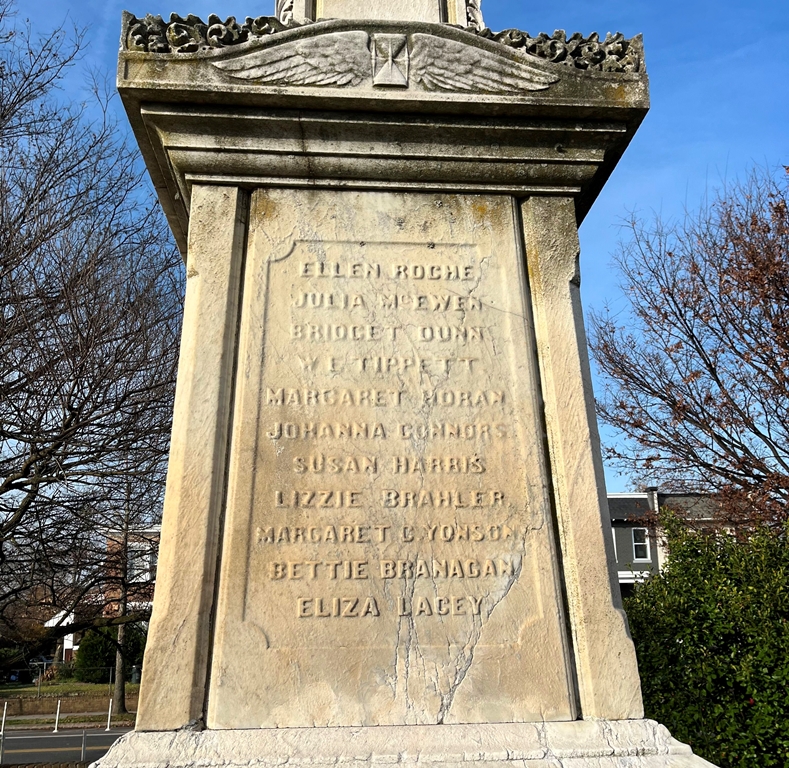 ELLEN ROCHE
JULIA McEWEN
BRIDGET DUNN
W E TIPPETT
MARGARET HORAN
JOHANNA CONNORS
SUSAN HARRIS
LIZZIE BRAHLER
MARGARET C YONSON
BETTIE BRANAGAN
ELIZA LACEY